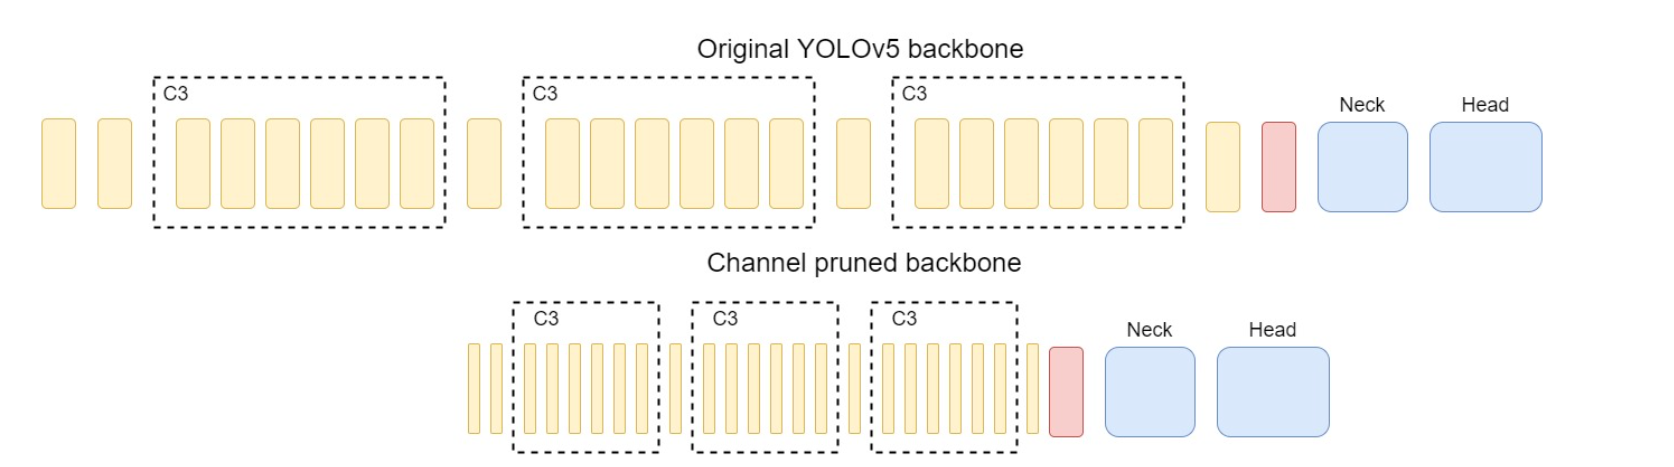 Original YOLOv5 backbone
C3
C3
C3
Neck
Head
Channel pruned backbone
C3
C3
C3
Neck
Head